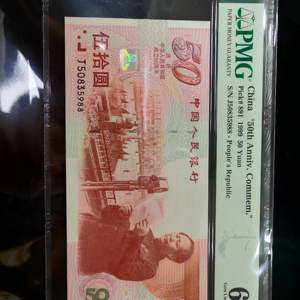 PMG
PAPER MONEY GUARANTY
China "50th Anniv. Commem."
Pick# 891 1999 50 Yuan
S/N J50835988 - People's Republic
中国人民银行
50
伍拾圆
J50835988
50